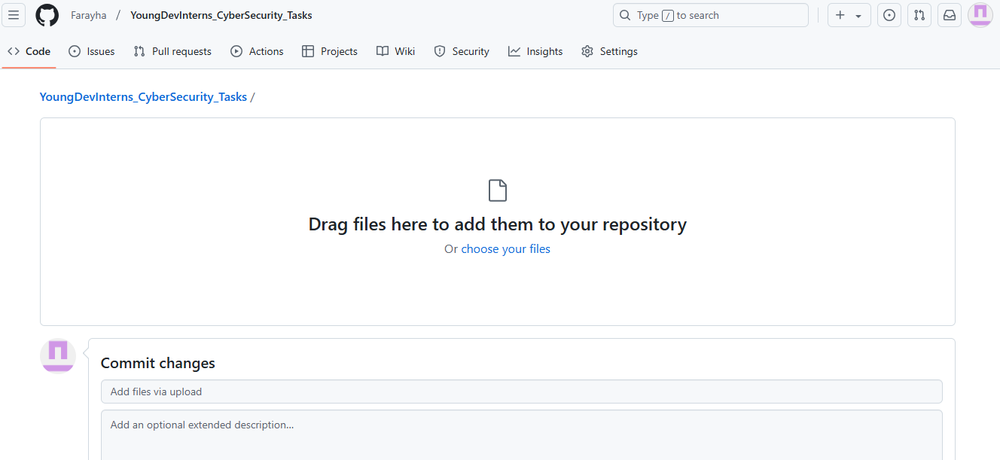 Farayha / YoungDevInterns_CyberSecurity_Tasks Type / to search
Code Issues Pull requests Actions Projects Wiki Security Insights Settings
YoungDevInterns_CyberSecurity_Tasks /
Drag files here to add them to your repository
Or choose your files
Commit changes
Add files via upload
Add an optional extended description...